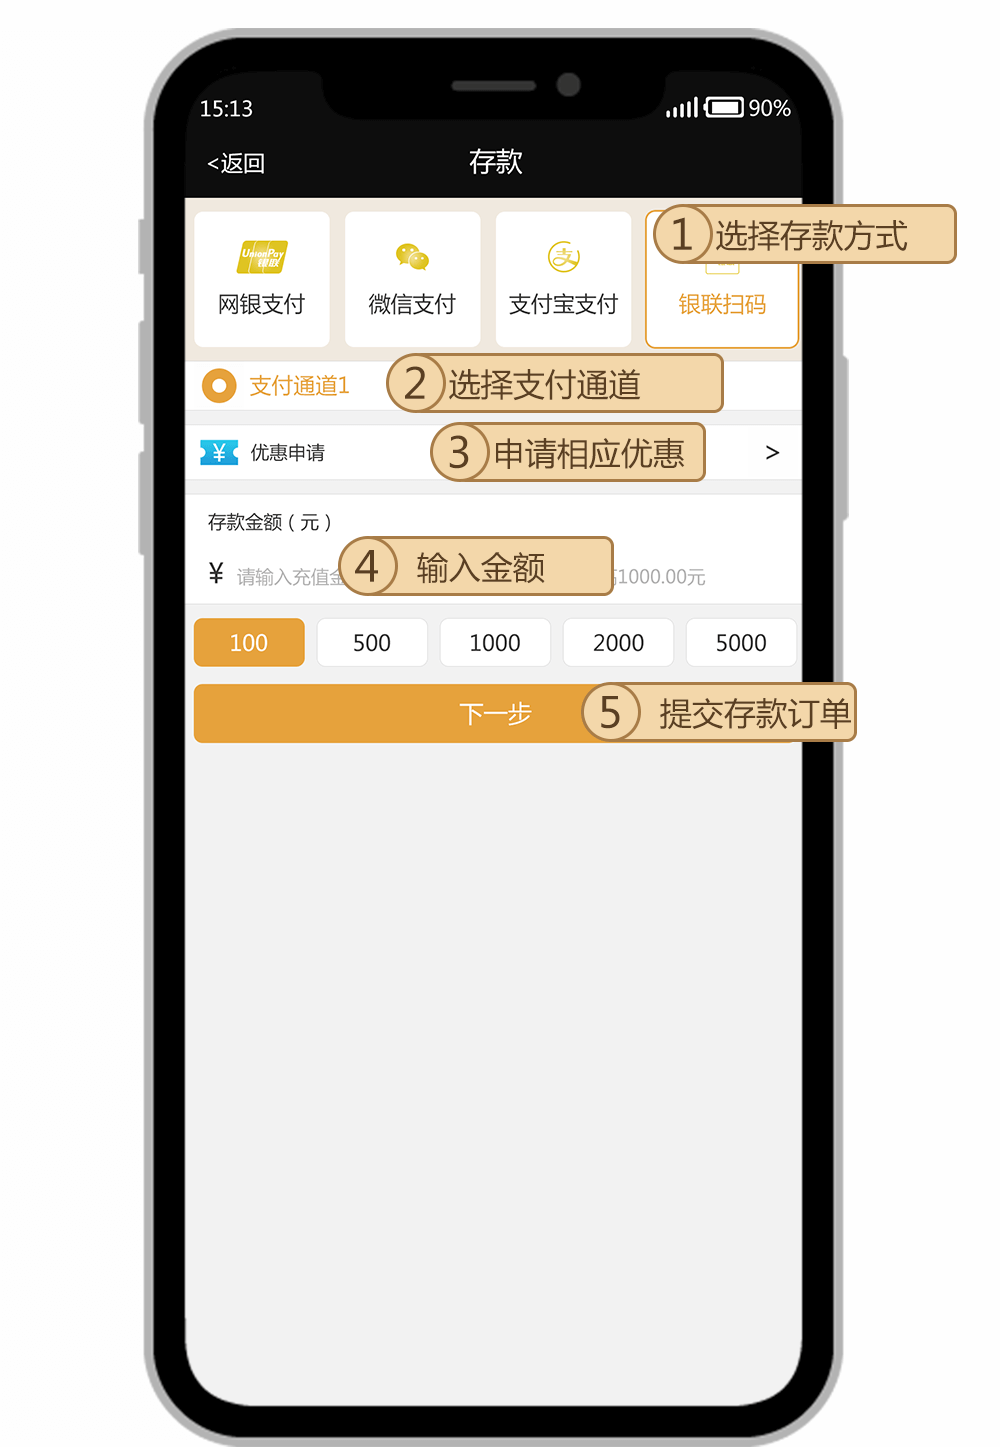 15:13
90%
<返回
存款
1 选择存款方式
UnionPay
银联
网银支付
微信支付
支
支付宝支付
银联扫码
支付通道1
2 选择支付通道
¥ 优惠申请
3 申请相应优惠
>
存款金额（元）
¥ 请输入充值金
4 输入金额
1000.00元
100
500
1000
2000
5000
下一步
5 提交存款订单